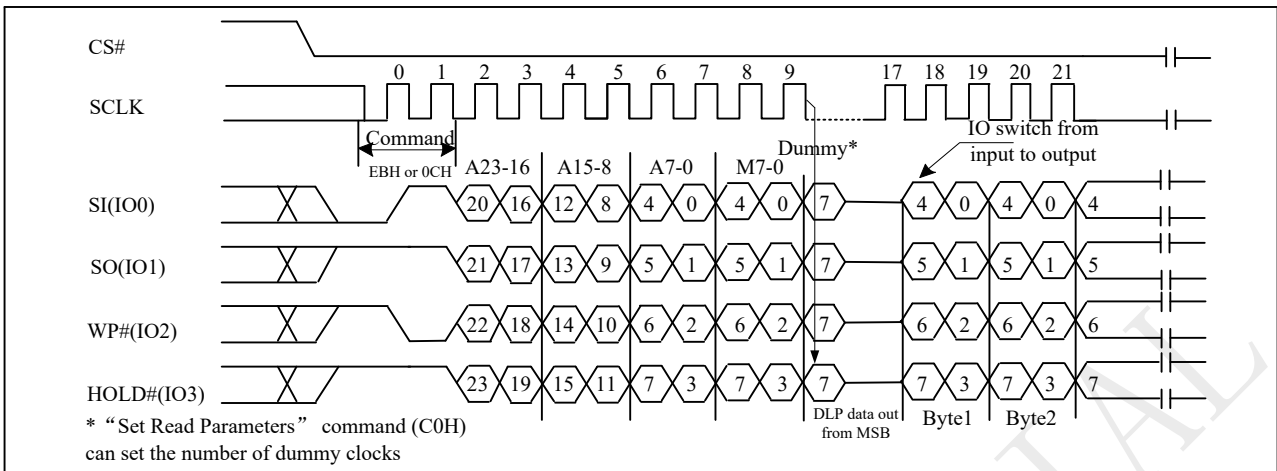 CS#
0 1 2 3 4 5 6 7 8 9 17 18 19 20 21
SCLK
Command
IO switch from
input to output
Dummy*
EBH or 0CH
A23-16 A15-8 A7-0 M7-0
SI(IO0) 20 16 12 8 4 0 4 0 7 4 0 4 0 4
SO(IO1) 21 17 13 9 5 1 5 1 7 5 1 5 1 5
WP#(IO2) 22 18 14 10 6 2 6 2 7 6 2 6 2 6
HOLD#(IO3) 23 19 15 11 7 3 7 3 7 7 3 7 3 7
DLP data out
from MSB
Byte1 Byte2
* “Set Read Parameters” command (C0H)
can set the number of dummy clocks